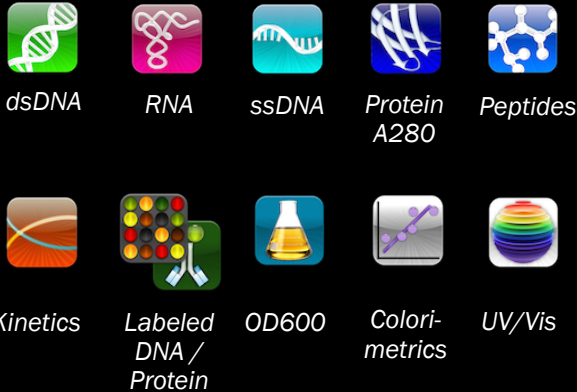 dsDNA
RNA
ssDNA
Protein
A280
Peptides
Kinetics
Labeled
DNA /
Protein
OD600
Colori-
metrics
UV/Vis